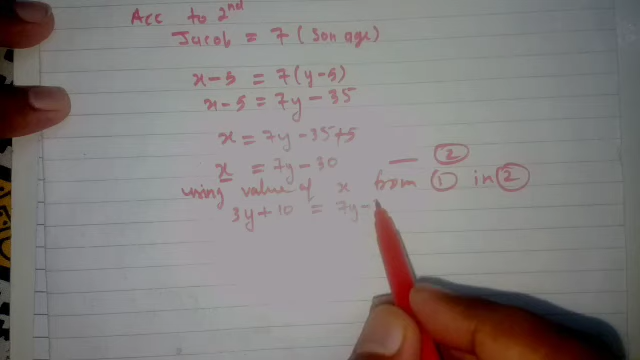 Acc to 2nd
Jacob = 7 (Son age)
x-5 = 7(y-5)
x-5 = 7y-35
x = 7y-35+5
x = 7y-30 — ②
using value of x from ① in ②
3y+10 = 7y-